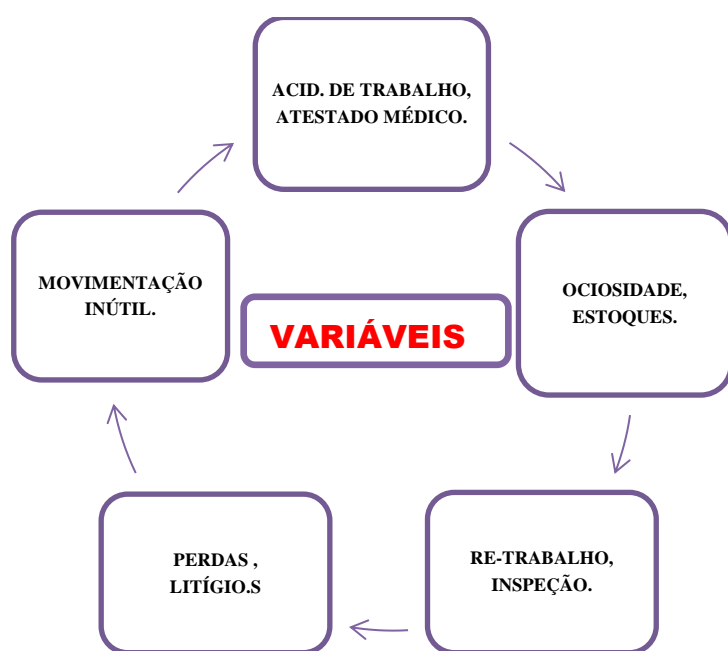 ACID. DE TRABALHO,
ATESTADO MÉDICO.
OCIOSIDADE,
ESTOQUES.
RE-TRABALHO,
INSPEÇÃO.
PERDAS ,
LITÍGIO.S
MOVIMENTAÇÃO
INÚTIL.
VARIÁVEIS